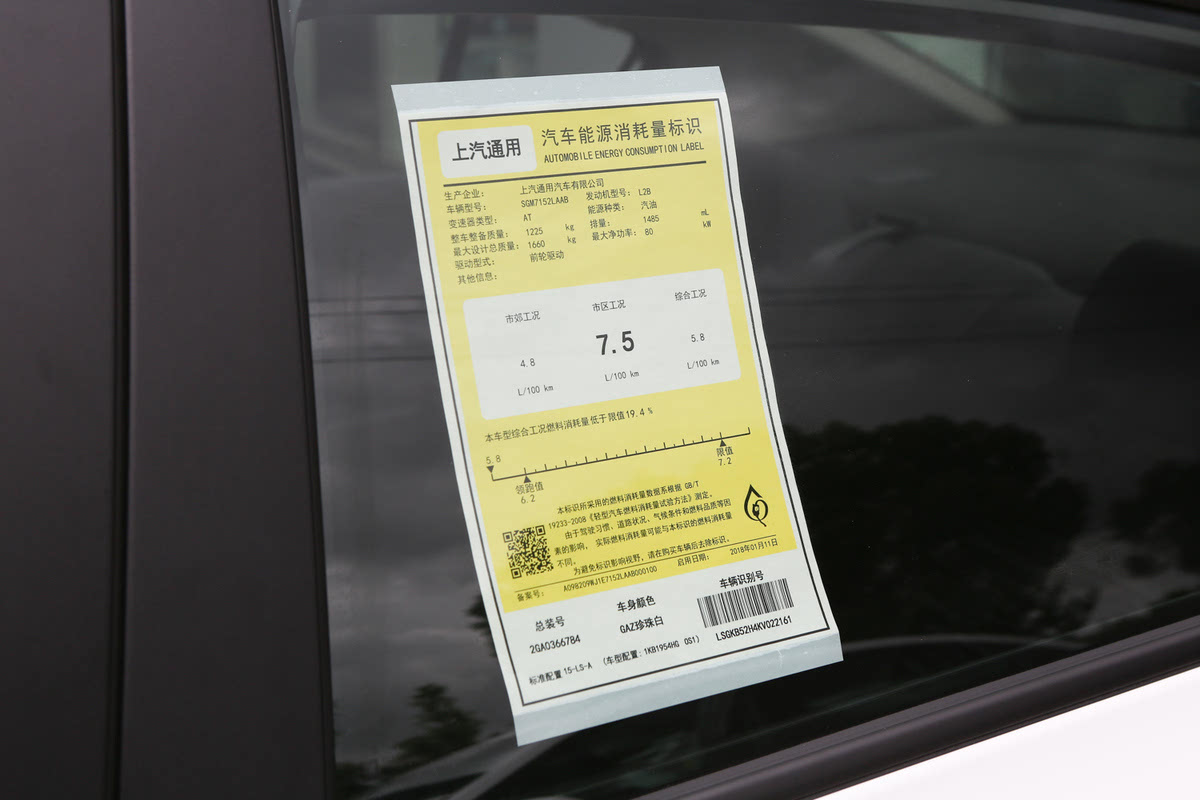 上汽通用
汽车能源消耗量标识
AUTOMOBILE ENERGY CONSUMPTION LABEL
生产企业： 上汽通用汽车有限公司
车辆型号： SGM7152LAAB 发动机型号： L2B
变速器类型： AT 能源种类： 汽油
整车整备质量： 1225 kg 排量： 1485 mL
最大设计总质量： 1660 kg 最大净功率： 80 kW
驱动型式： 前轮驱动
其他信息：
市郊工况 市区工况 综合工况
4.8 7.5 5.8
L/100 km L/100 km L/100 km
本车型综合工况燃料消耗量低于限值19.4 %
5.8
领跑值 限值
6.2 7.2
本标识所采用的燃料消耗量数据系根据 GB/T
19233-2008《轻型汽车燃料消耗量试验方法》测定。
由于驾驶习惯、道路状况、气候条件和燃料品质等因
素的影响，实际燃料消耗量可能与本标识的燃料消耗量
不同。
为避免标识影响视野，请在购买车辆后去除标识。
备案号： A098209WJ1E7152LAAB000100 启用日期： 2018年01月11日
总装号 车身颜色 车辆识别号
2GA0366784 GAZ珍珠白
LSGKB52H4KV022161
标准配置15-LS-A (车型配置:1KB1954HG 0S1)